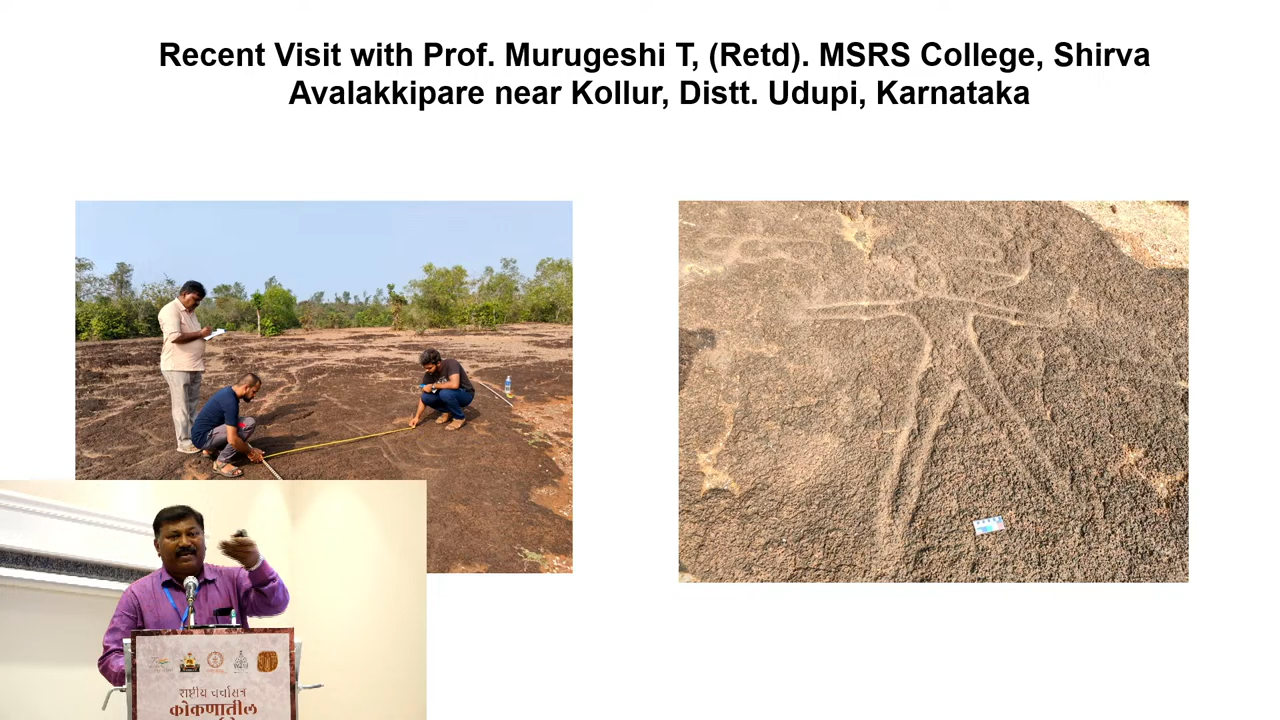 Recent Visit with Prof. Murugeshi T, (Retd). MSRS College, Shirva
Avalakkipare near Kollur, Distt. Udupi, Karnataka
राष्ट्रीय चर्चासत्र
कोकणातील